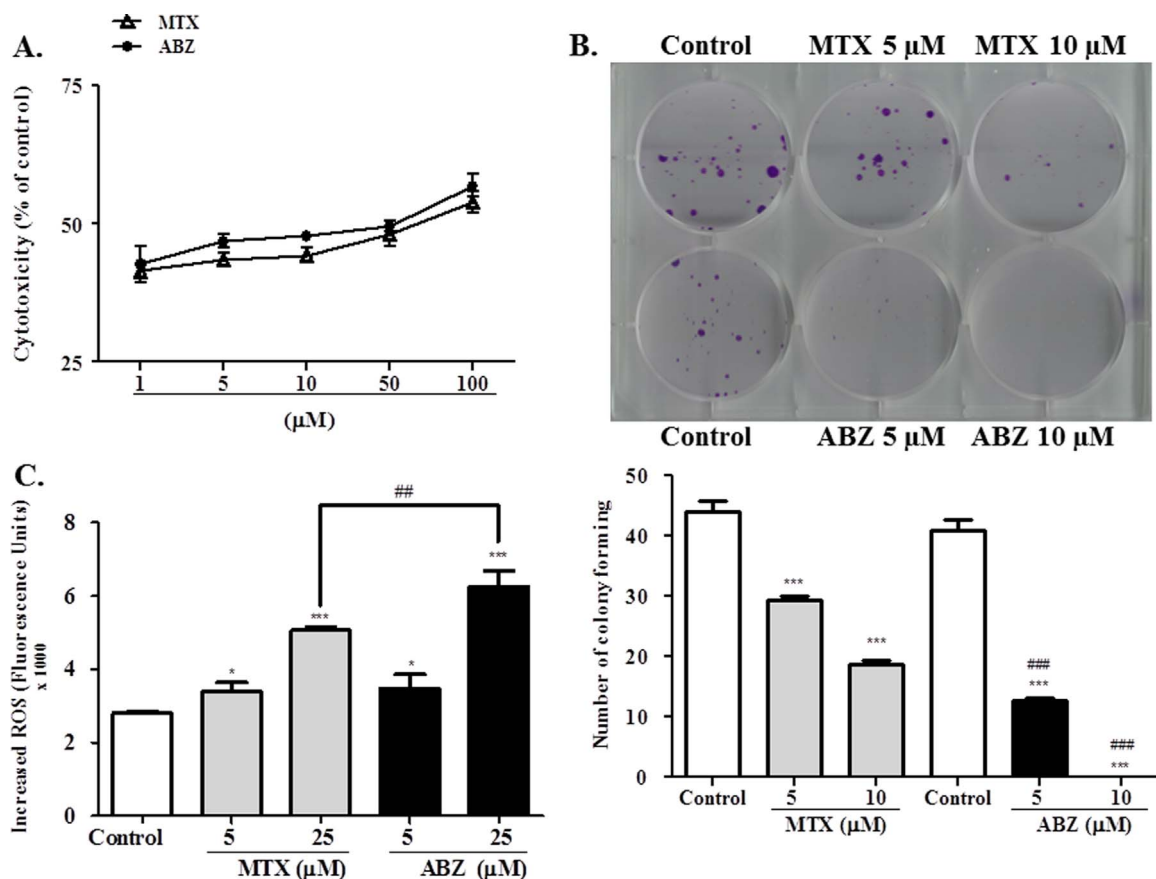 MTX
ABZ
A.
75
50
25
Cytotoxicity (% of control)
1 5 10 50 100
(μM)
B.
Control MTX 5 μM MTX 10 μM
Control ABZ 5 μM ABZ 10 μM
50
40
30
20
10
0
Number of colony forming
***
***
###
***
###
***
Control 5 10 Control 5 10
MTX (μM) ABZ (μM)
C.
8
6
4
2
0
Increased ROS (Fluorescence Units)
x 1000
##
*
***
*
***
Control 5 25 5 25
MTX (μM) ABZ (μM)